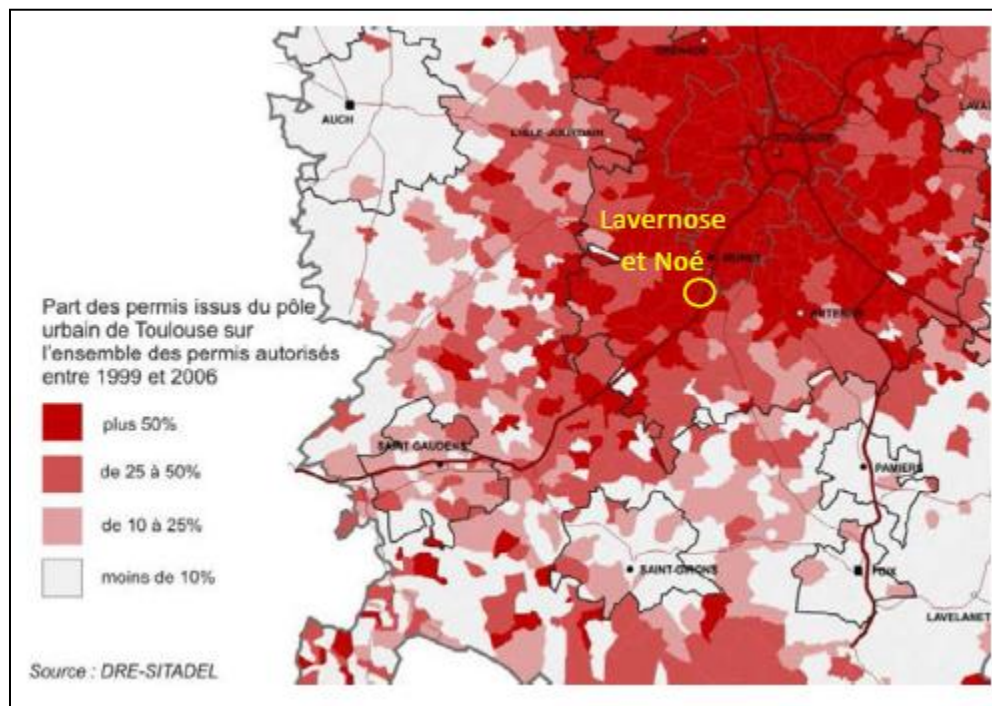 AUCH
L'ISLE-JOURDAIN
Lavernose
et Noé
MURET
Part des permis issus du pôle
urbain de Toulouse sur
l'ensemble des permis autorisés
entre 1999 et 2006
plus 50%
de 25 à 50%
de 10 à 25%
moins de 10%
SAINT GAUDENS
PAMIERS
SAINT-GIRONS
FOIX
LAVELANET
Source : DRE-SITADEL